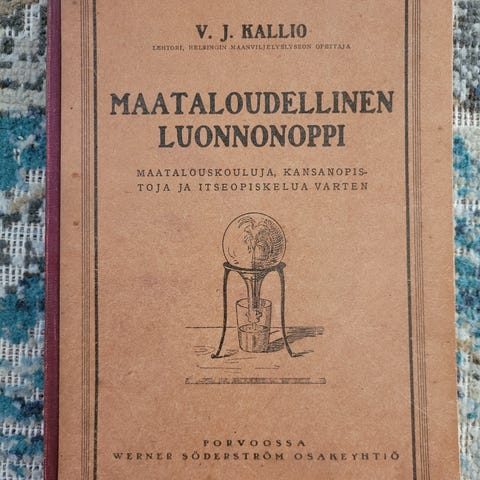 V. J. KALLIO
LEHTORI, HELSINGIN MAANVILJELYSLYSEON OPETTAJA
MAATALOUDELLINEN
LUONNONOPPI
MAATALOUSKOULUJA, KANSANOPIS-
TOJA JA ITSEOPISKELUA VARTEN
PORVOOSSA
WERNER SÖDERSTRÖM OSAKEYHTIÖ